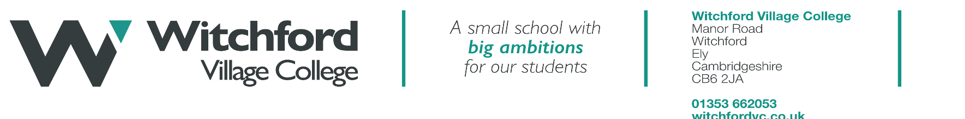 Witchford
Village College
A small school with
big ambitions
for our students
Witchford Village College
Manor Road
Witchford
Ely
Cambridgeshire
CB6 2JA
01353 662053
witchfordvc.co.uk